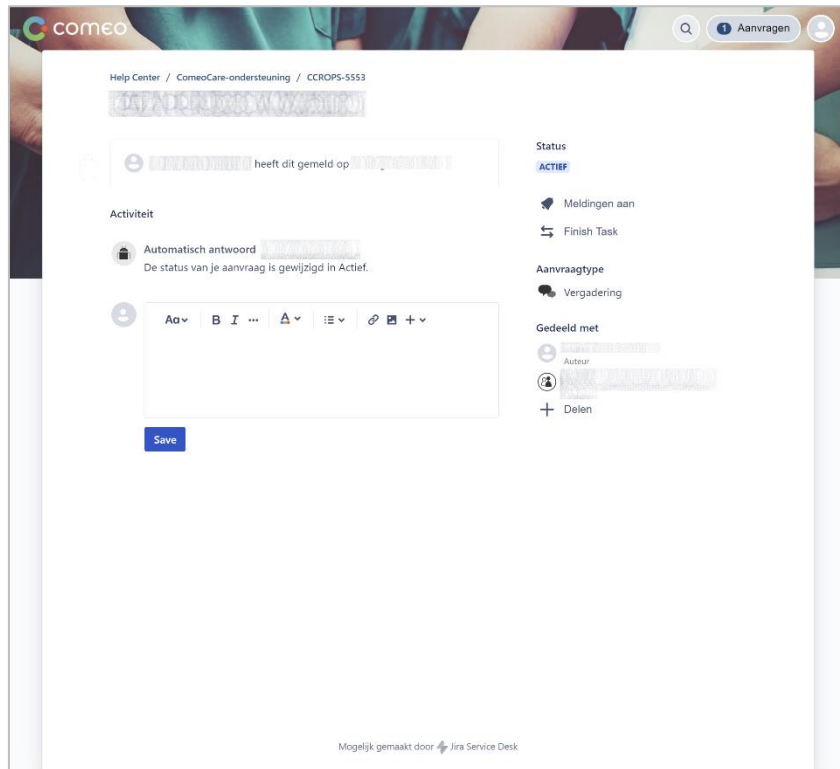 comeo
1 Aanvragen
Help Center / ComeoCare-ondersteuning / CCROPS-5553
heeft dit gemeld op
Activiteit
Automatisch antwoord
De status van je aanvraag is gewijzigd in Actief.
Aa B I ... A
Save
Status
ACTIEF
Meldingen aan
Finish Task
Aanvraagtype
Vergadering
Gedeeld met
Auteur
Delen
Mogelijk gemaakt door Jira Service Desk